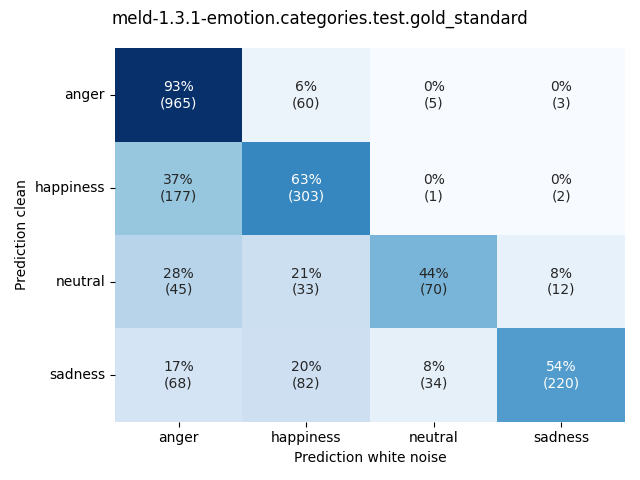 meld-1.3.1-emotion.categories.test.gold_standard
Prediction clean
anger
93% 6% 0% 0%
(965) (60) (5) (3)
happiness
37% 63% 0% 0%
(177) (303) (1) (2)
neutral
28% 21% 44% 8%
(45) (33) (70) (12)
sadness
17% 20% 8% 54%
(68) (82) (34) (220)
anger happiness neutral sadness
Prediction white noise